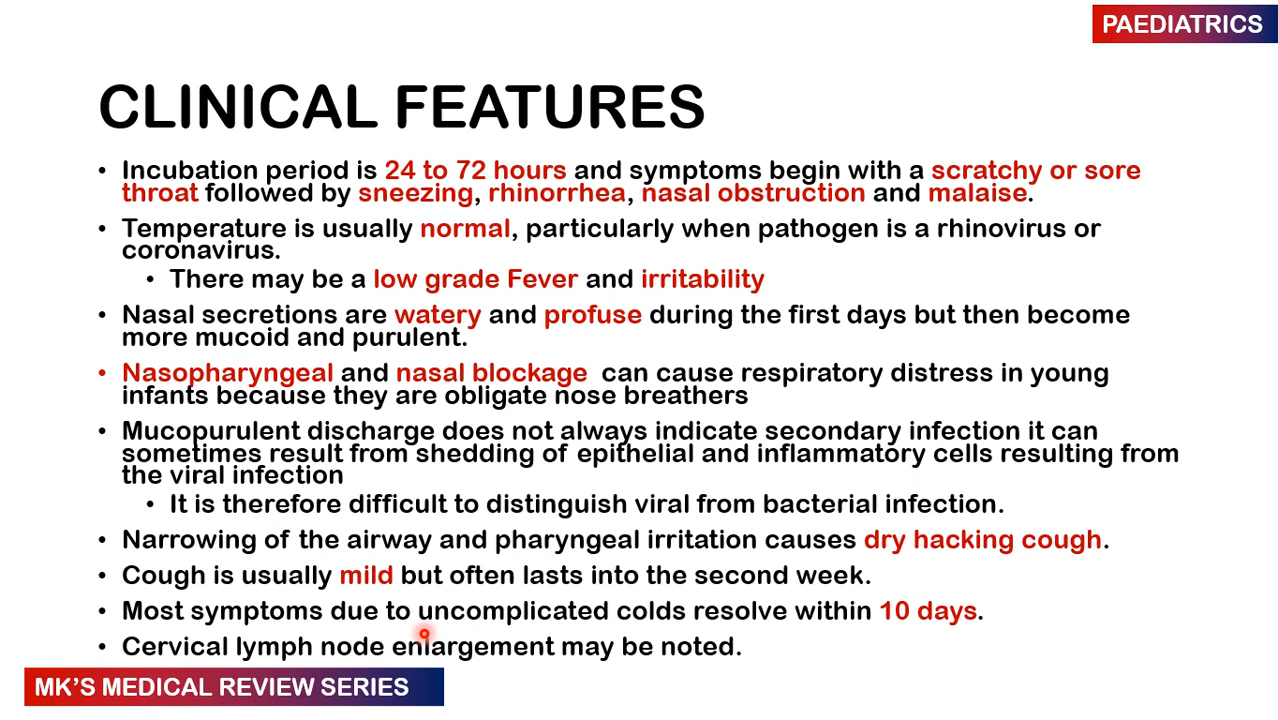 PAEDIATRICS
CLINICAL FEATURES
• Incubation period is 24 to 72 hours and symptoms begin with a scratchy or sore
throat followed by sneezing, rhinorrhea, nasal obstruction and malaise.
• Temperature is usually normal, particularly when pathogen is a rhinovirus or
coronavirus.
• There may be a low grade Fever and irritability
• Nasal secretions are watery and profuse during the first days but then become
more mucoid and purulent.
• Nasopharyngeal and nasal blockage can cause respiratory distress in young
infants because they are obligate nose breathers
• Mucopurulent discharge does not always indicate secondary infection it can
sometimes result from shedding of epithelial and inflammatory cells resulting from
the viral infection
• It is therefore difficult to distinguish viral from bacterial infection.
• Narrowing of the airway and pharyngeal irritation causes dry hacking cough.
• Cough is usually mild but often lasts into the second week.
• Most symptoms due to uncomplicated colds resolve within 10 days.
• Cervical lymph node enlargement may be noted.
MK'S MEDICAL REVIEW SERIES